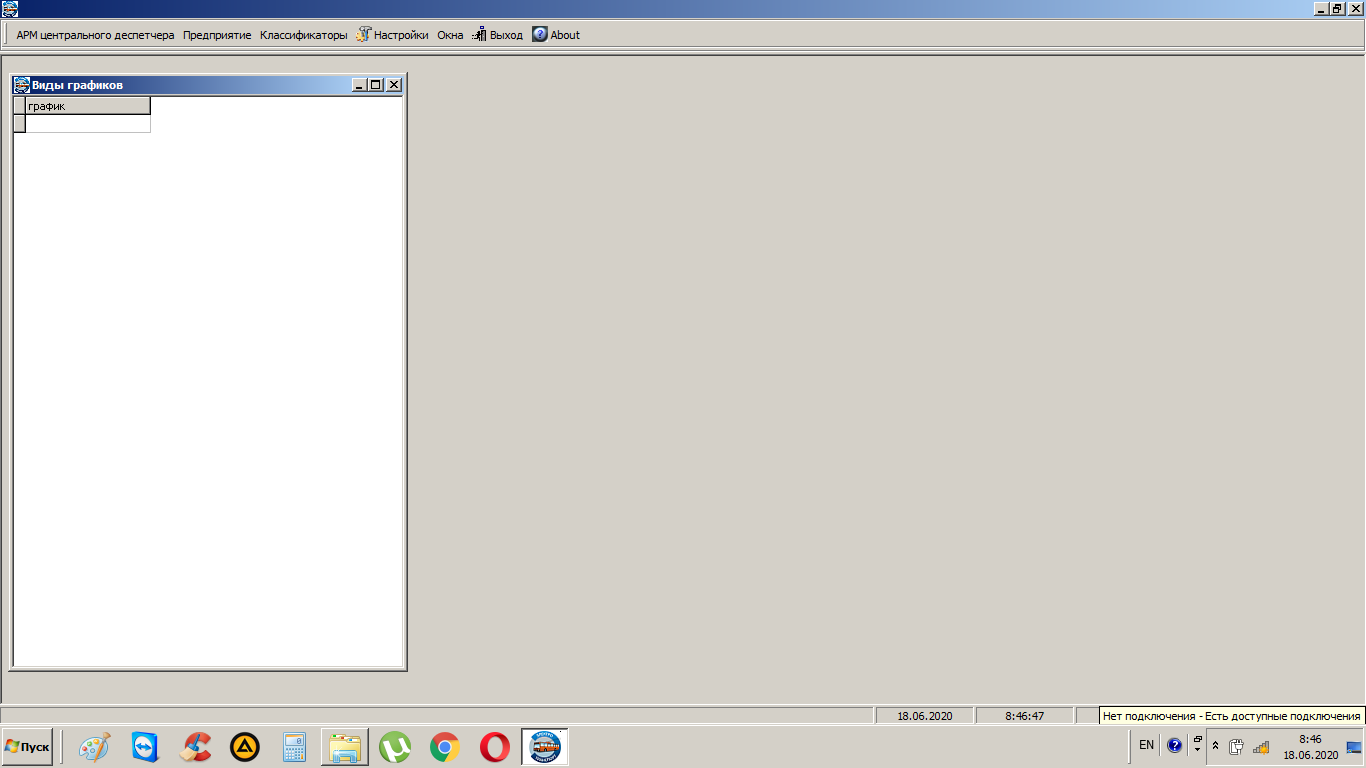 АРМ центрального деспетчера Предприятие Классификаторы Настройки Окна Выход About
Виды графиков
график
18.06.2020 8:46:47 Нет подключения - Есть доступные подключения
Пуск EN 8:46
18.06.2020